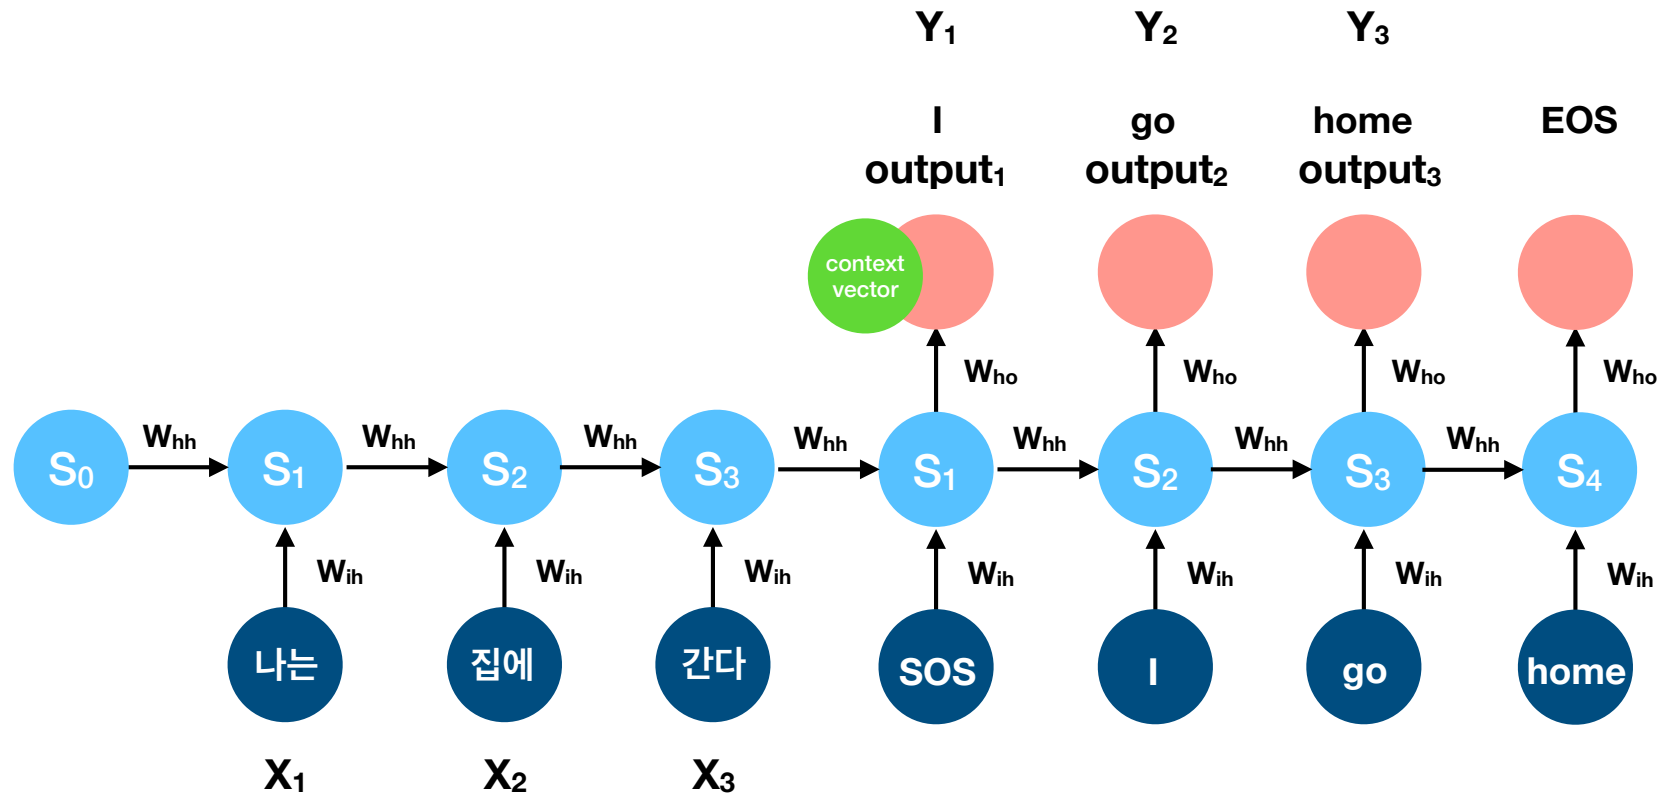 Y₁ Y₂ Y₃
I go home EOS
output₁ output₂ output₃
context
vector
Who Who Who Who
Whh Whh Whh Whh Whh Whh Whh
S₀ S₁ S₂ S₃ S₁ S₂ S₃ S₄
Wih Wih Wih Wih Wih Wih Wih
나는 집에 간다 SOS I go home
X₁ X₂ X₃